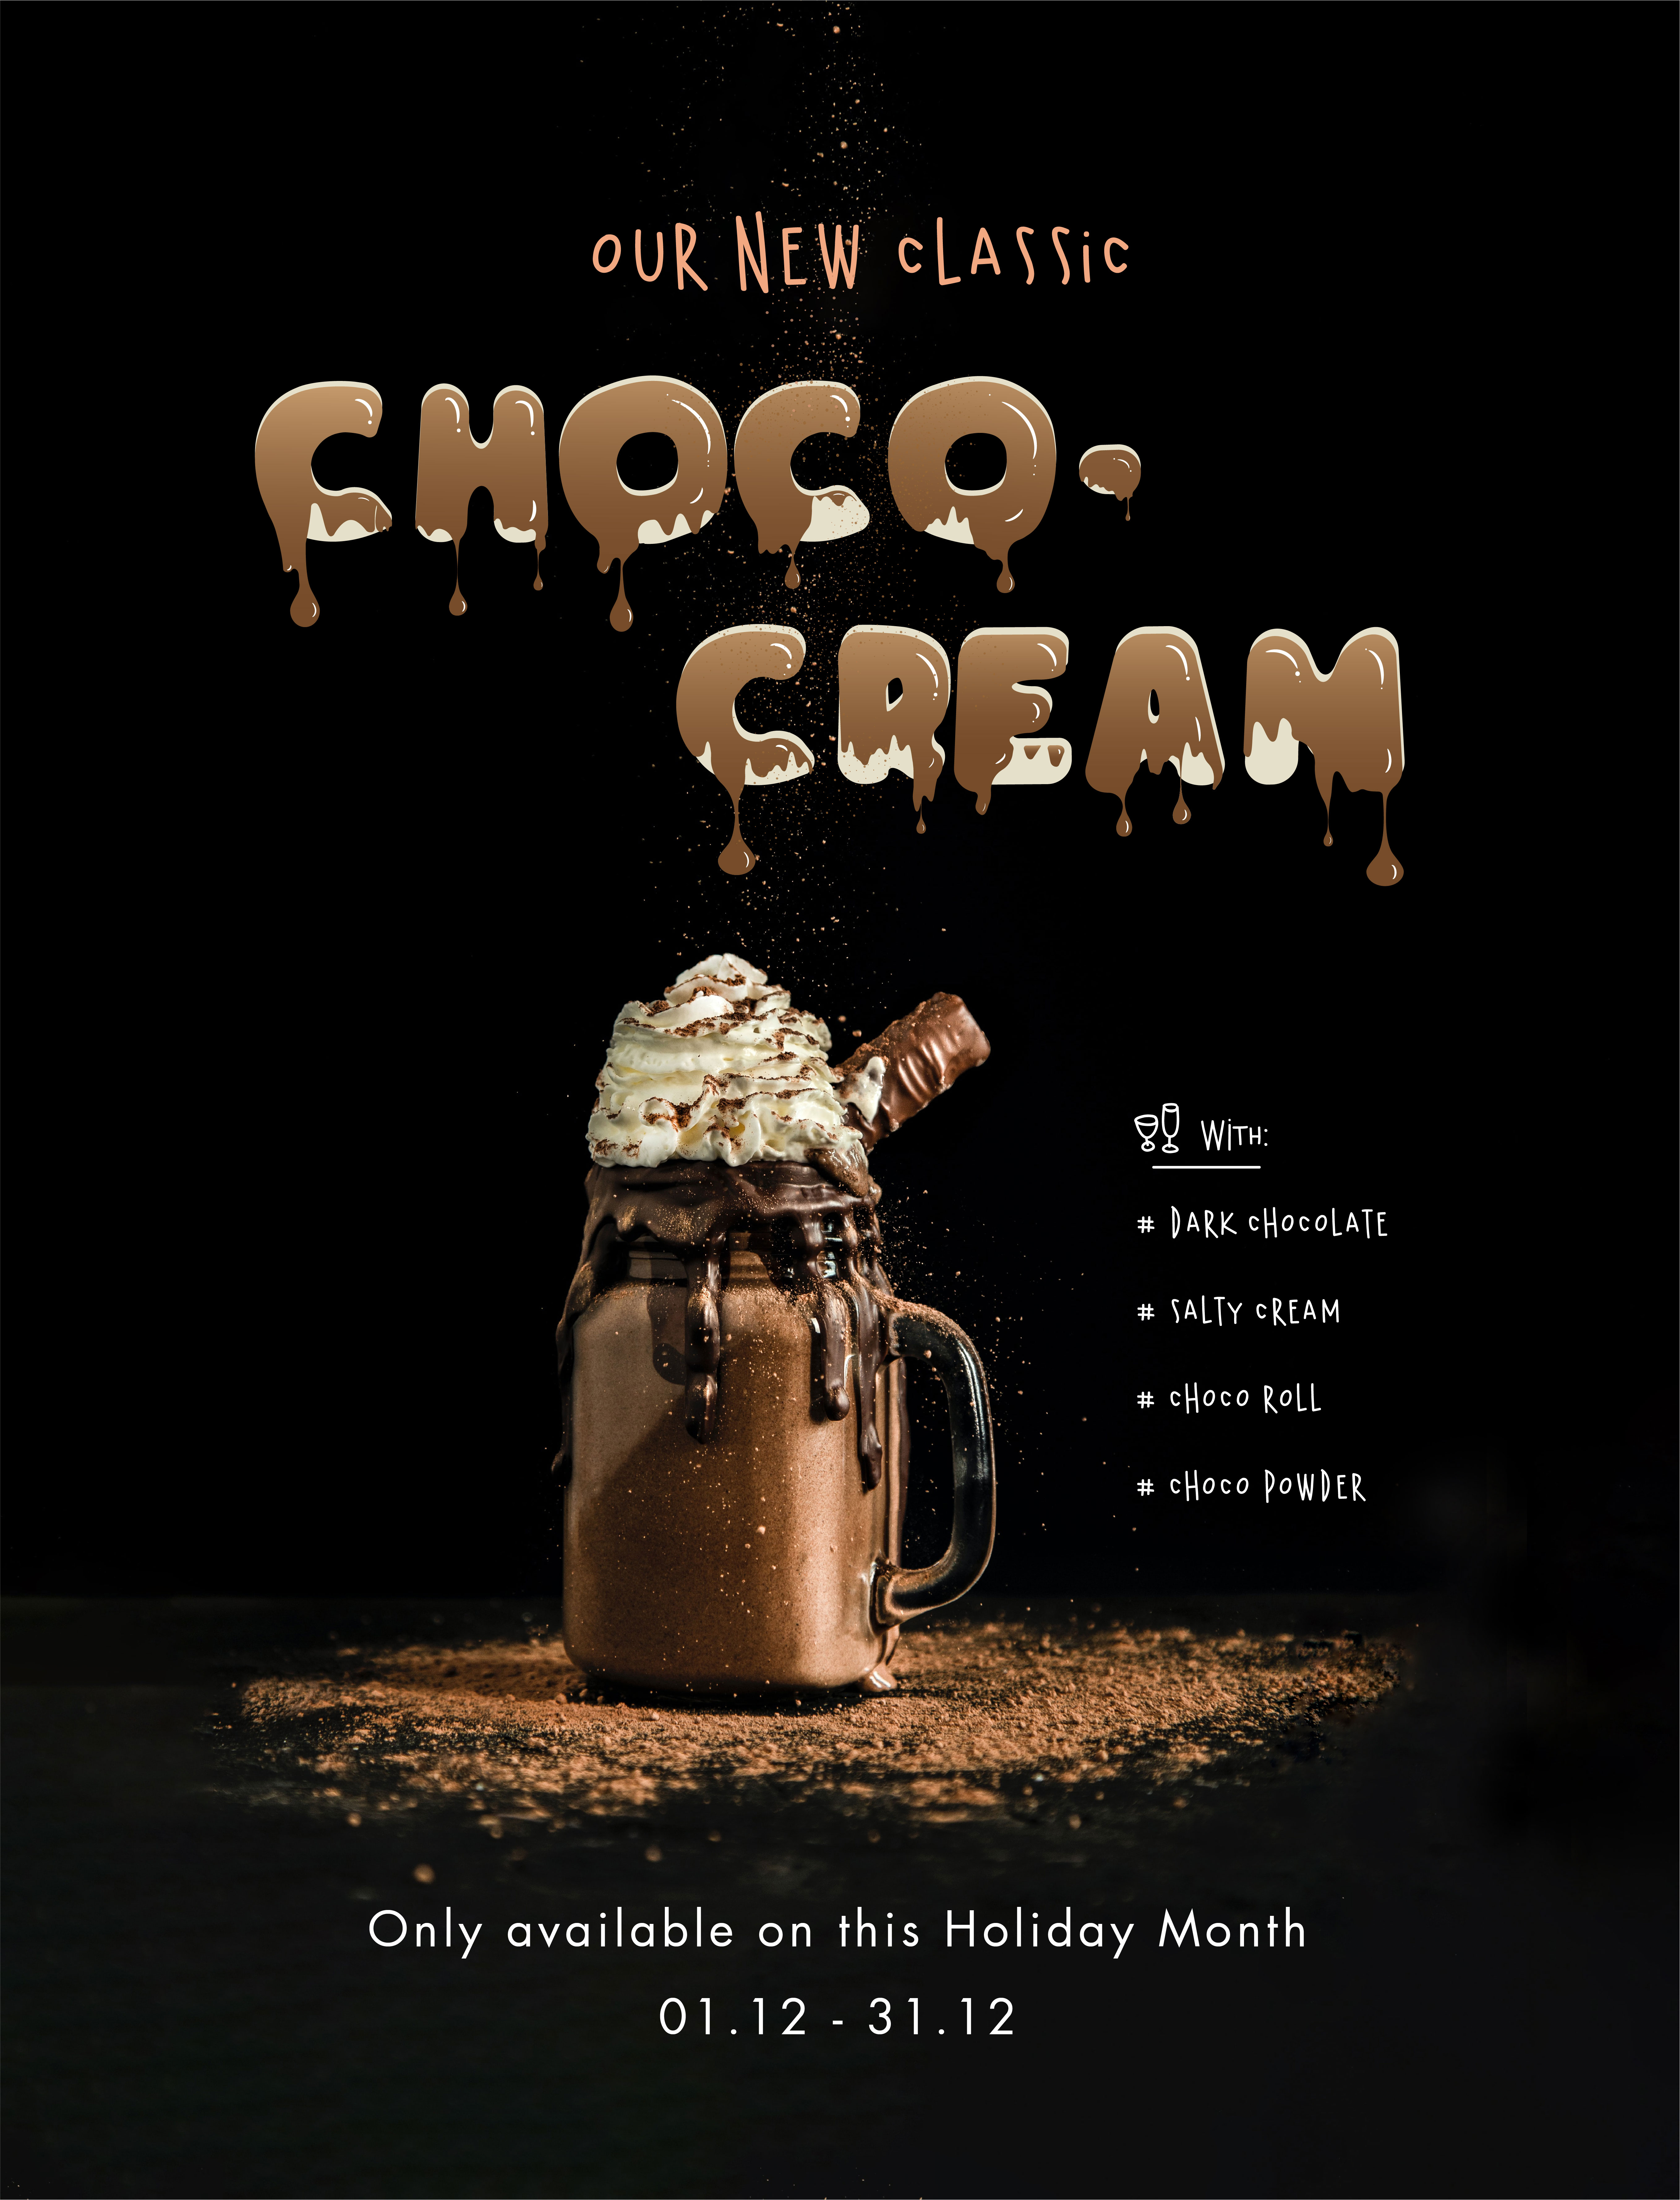 OUR NEW CLASSiC
CHOCO-
CREAM
WiTH:
# DARK CHOCOLATE
# SALTY CREAM
# CHOCO ROLL
# CHOCO POWDER
Only available on this Holiday Month
01.12 - 31.12